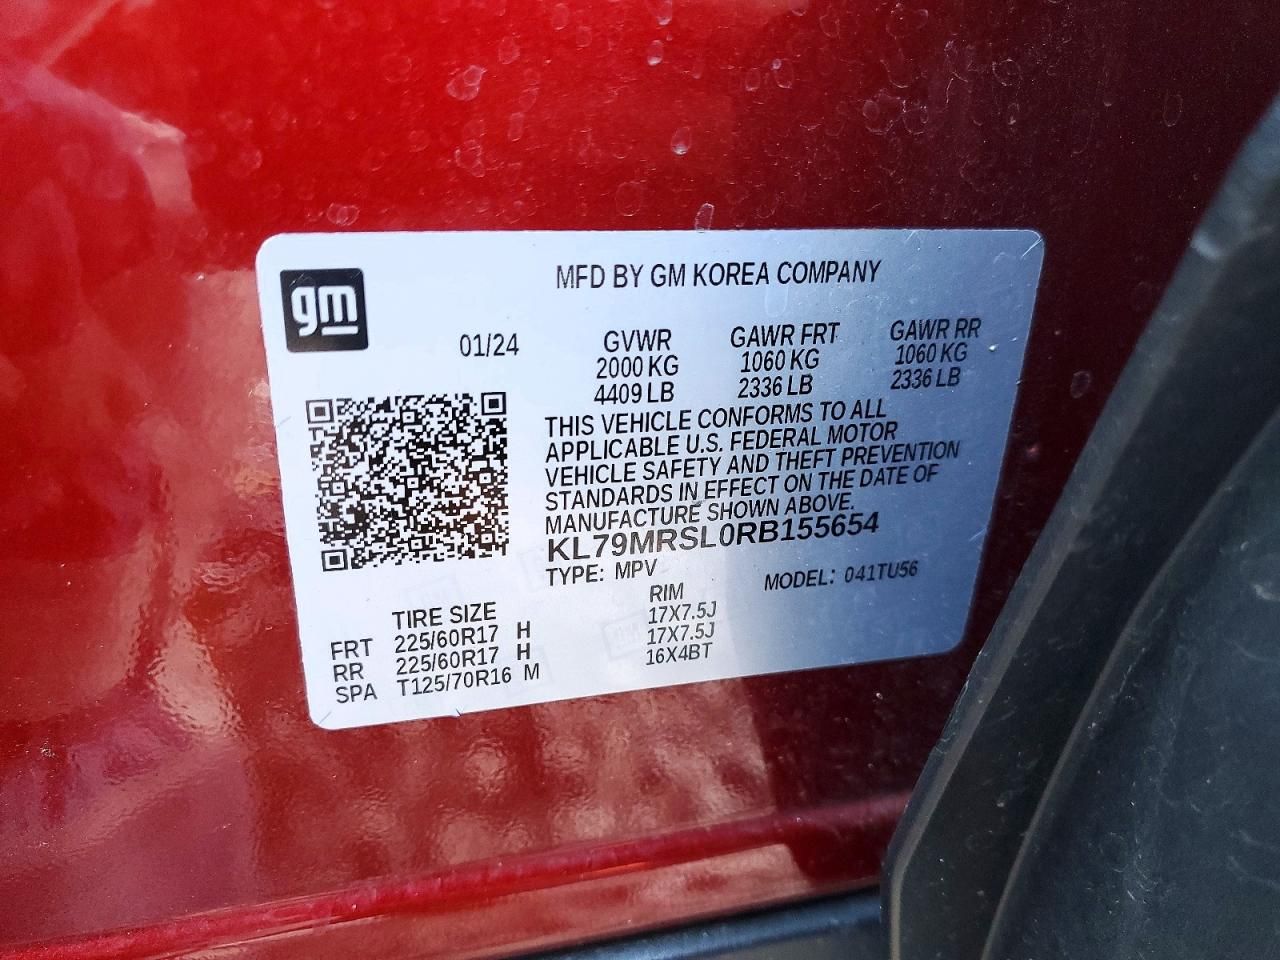 gm
MFD BY GM KOREA COMPANY
01/24 GVWR GAWR FRT GAWR RR
2000 KG 1060 KG 1060 KG
4409 LB 2336 LB 2336 LB
THIS VEHICLE CONFORMS TO ALL
APPLICABLE U.S. FEDERAL MOTOR
VEHICLE SAFETY AND THEFT PREVENTION
STANDARDS IN EFFECT ON THE DATE OF
MANUFACTURE SHOWN ABOVE.
KL79MRSL0RB155654
TYPE: MPV MODEL: 041TU56
TIRE SIZE RIM
FRT 225/60R17 H 17X7.5J
RR 225/60R17 H 17X7.5J
SPA T125/70R16 M 16X4BT